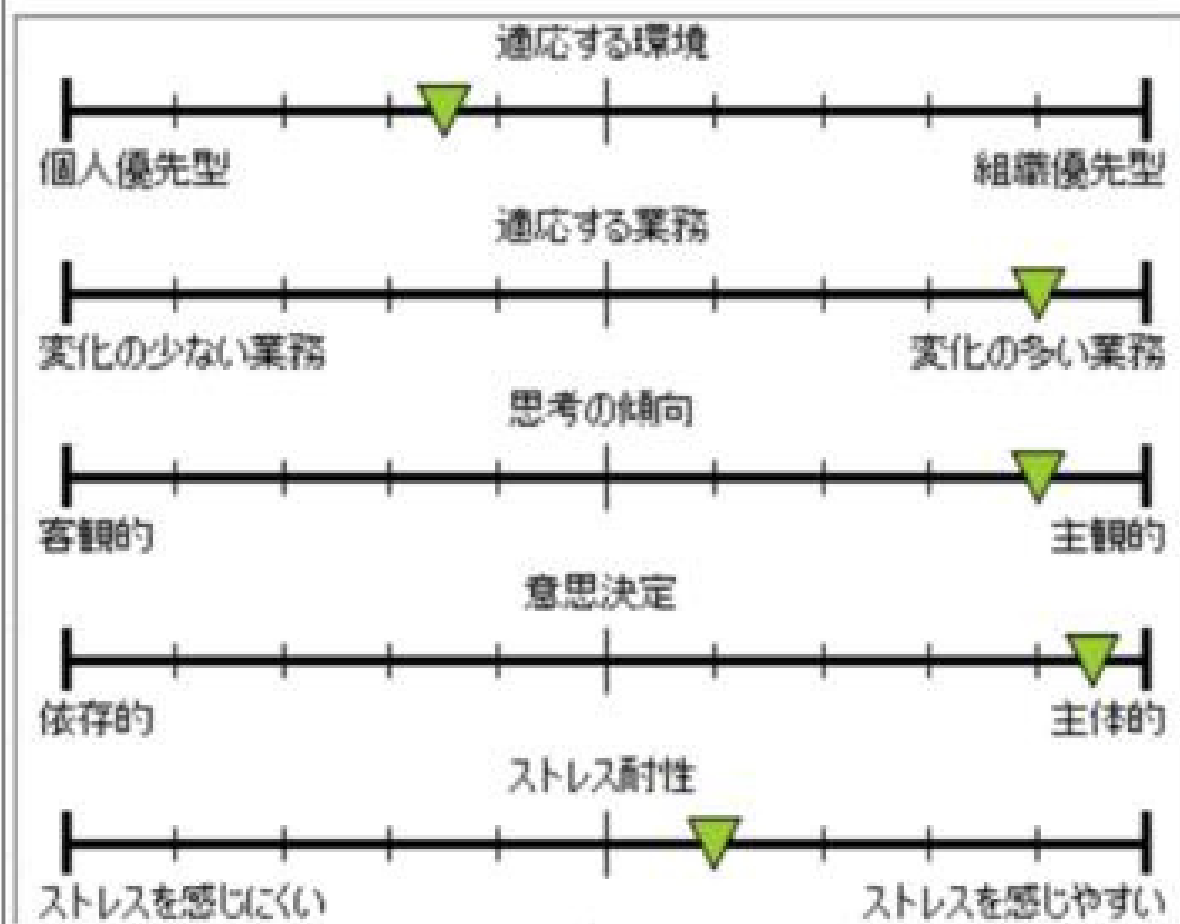 適応する環境
個人優先型 組織優先型
適応する業務
変化の少ない業務 変化の多い業務
思考の傾向
客観的 主観的
意思決定
依存的 主体的
ストレス耐性
ストレスを感じにくい ストレスを感じやすい